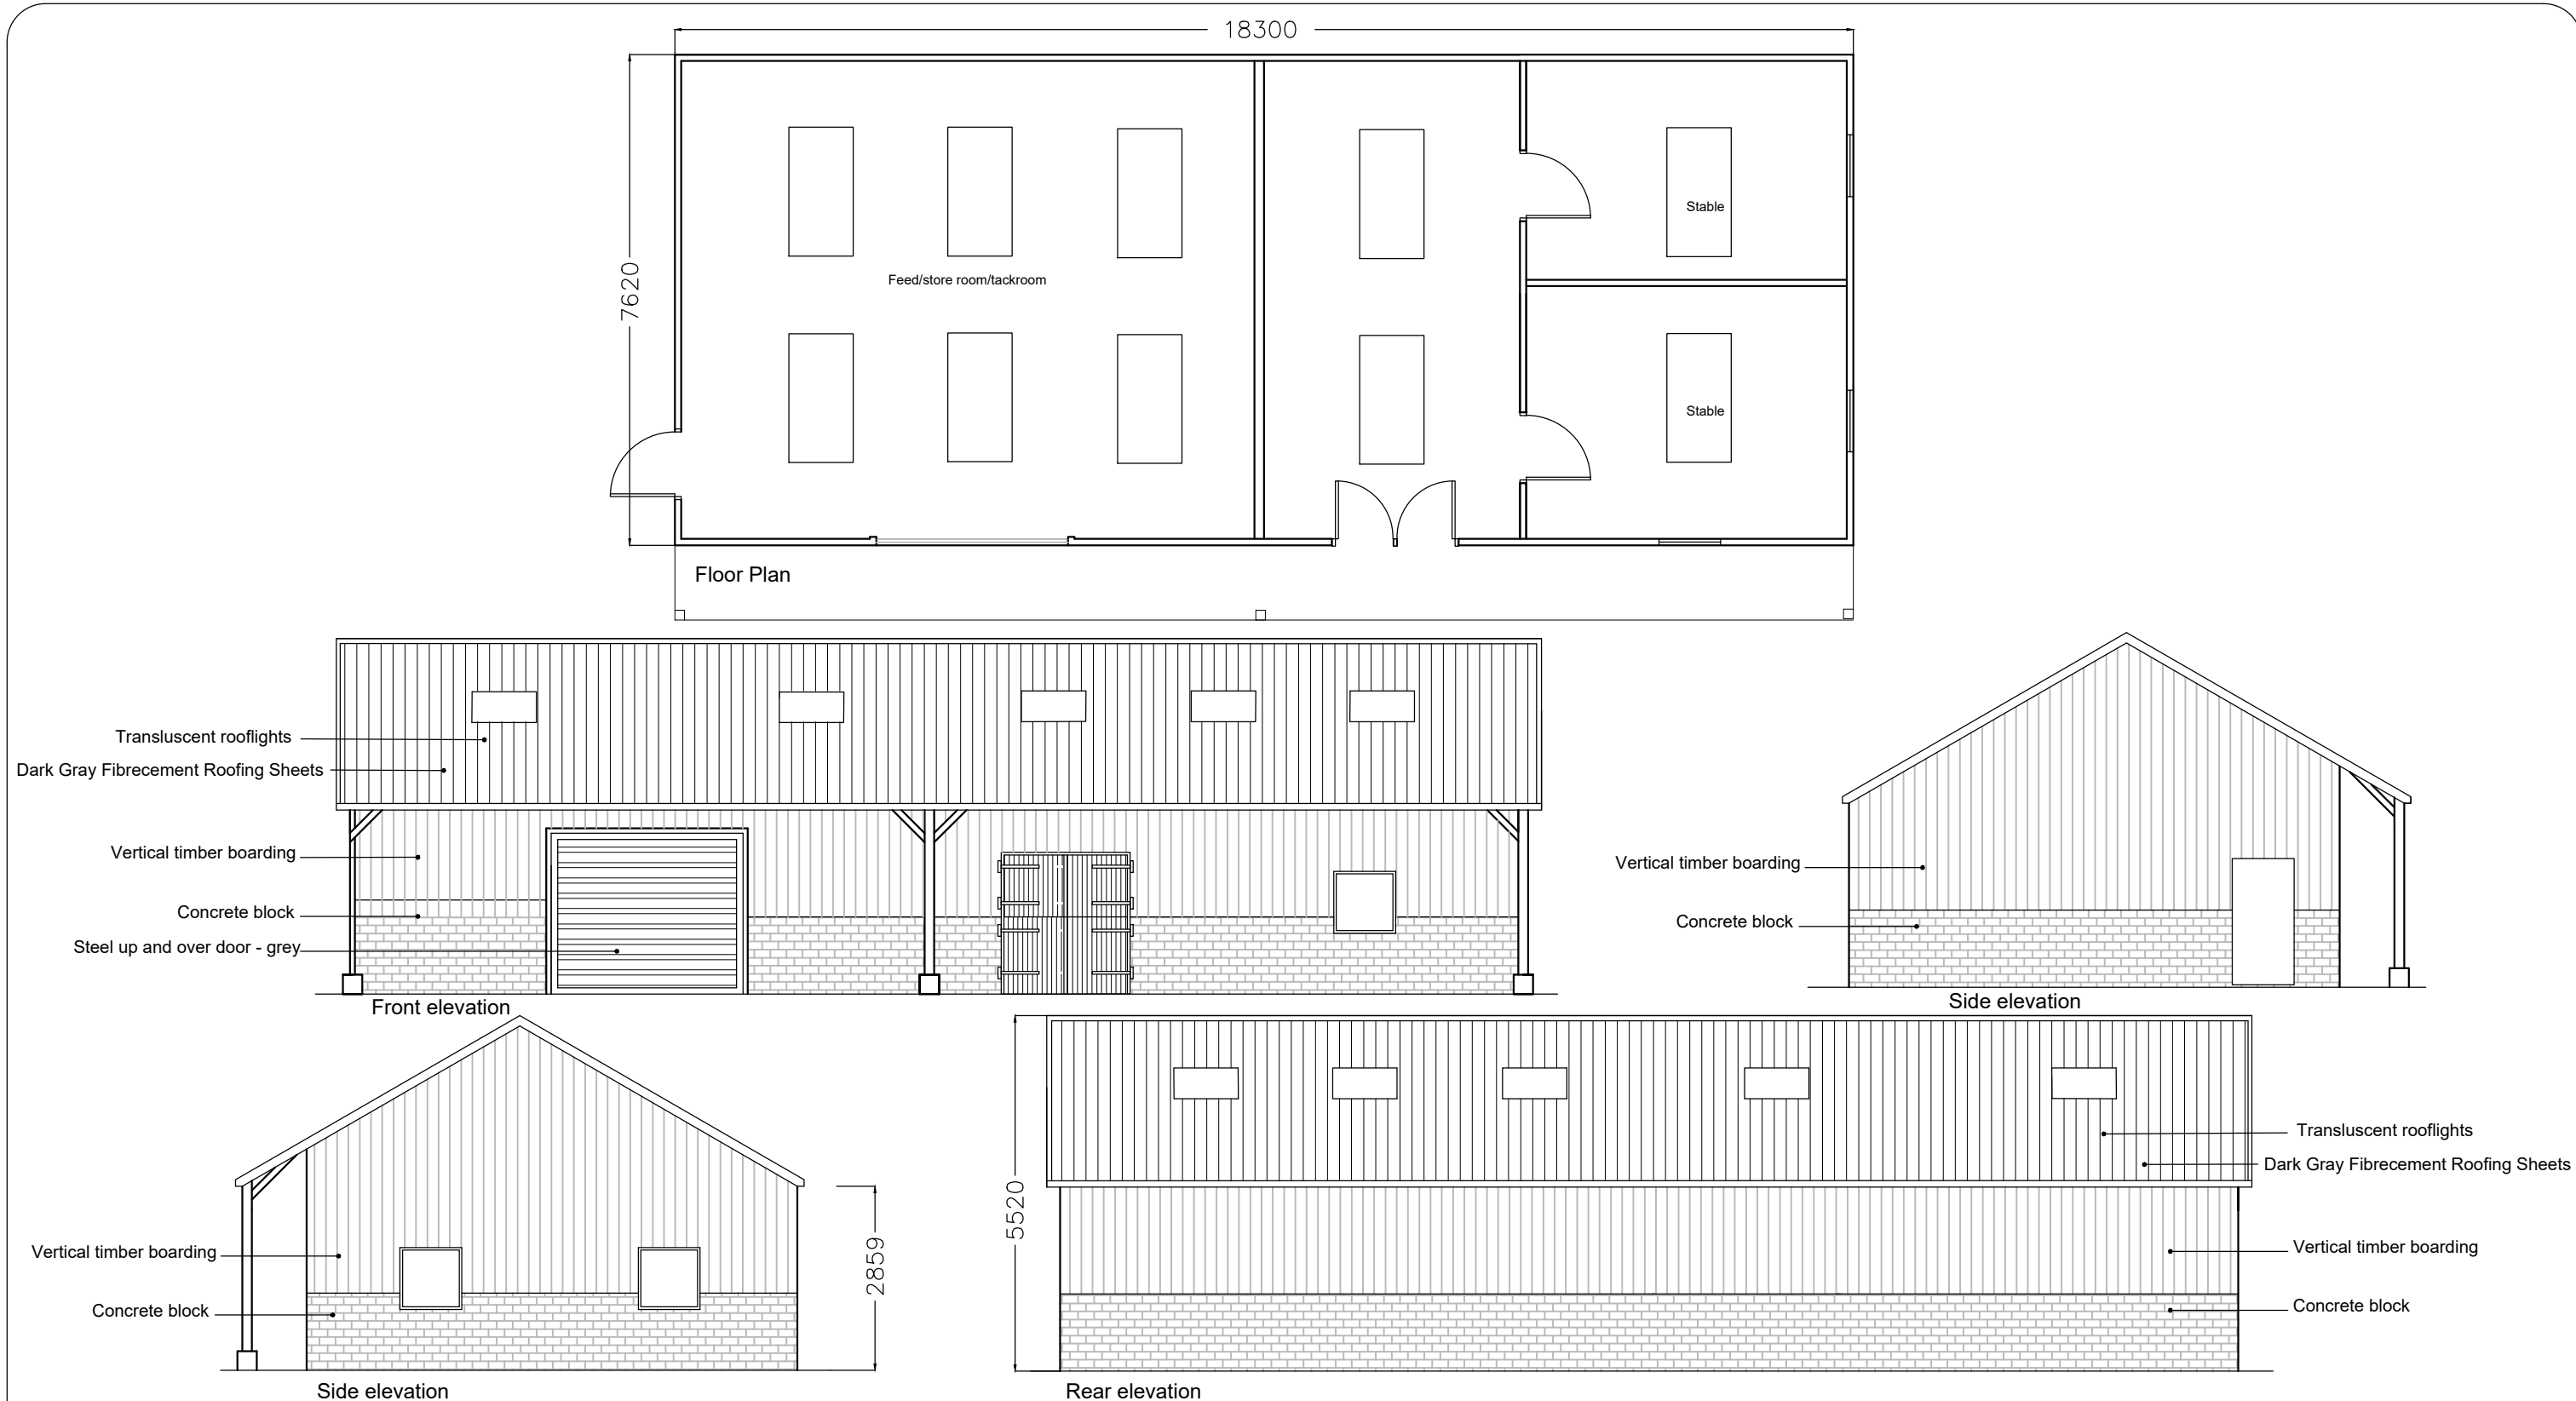 18300
7620
Stable
Feed/store room/tackroom
Stable
Floor Plan
Transluscent rooflights
Dark Gray Fibrecement Roofing Sheets
Vertical timber boarding
Concrete block
Steel up and over door - grey
Front elevation
Vertical timber boarding
Concrete block
Side elevation
Vertical timber boarding
Concrete block
2859
Side elevation
5520
Transluscent rooflights
Dark Gray Fibrecement Roofing Sheets
Vertical timber boarding
Concrete block
Rear elevation